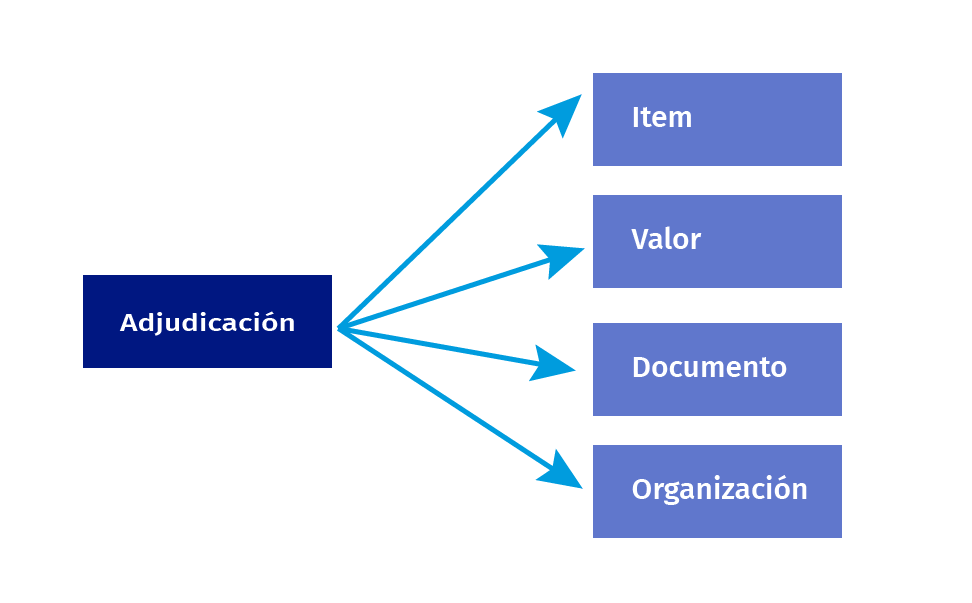 Item
Valor
Adjudicación
Documento
Organización